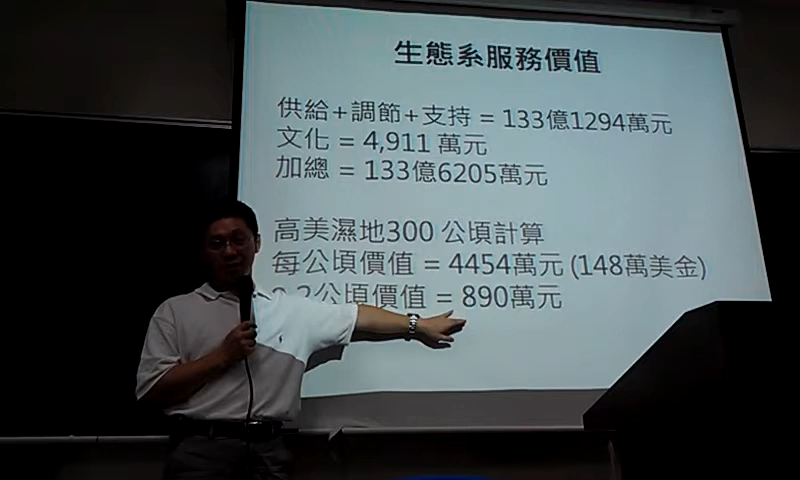 生態系服務價值
供給+調節+支持 = 133億1294萬元
文化 = 4,911 萬元
加總 = 133億6205萬元
高美濕地300 公頃計算
每公頃價值 = 4454萬元 (148萬美金)
0.2公頃價值 = 890萬元